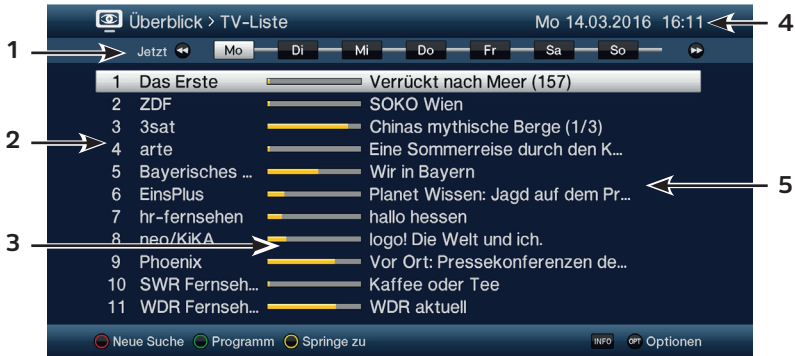 Überblick > TV-Liste Mo 14.03.2016 16:11 4
1 Jetzt Mo Di Mi Do Fr Sa So
1 Das Erste Verrückt nach Meer (157)
2 ZDF SOKO Wien
3 3sat Chinas mythische Berge (1/3)
2 4 arte Eine Sommerreise durch den K...
5 Bayerisches ... Wir in Bayern
6 EinsPlus Planet Wissen: Jagd auf dem Pr... 5
7 hr-fernsehen hallo hessen
3 8 neo/KiKA logo! Die Welt und ich.
9 Phoenix Vor Ort: Pressekonferenzen de...
10 SWR Fernseh... Kaffee oder Tee
11 WDR Fernseh... WDR aktuell
Neue Suche Programm Springe zu INFO OPT Optionen